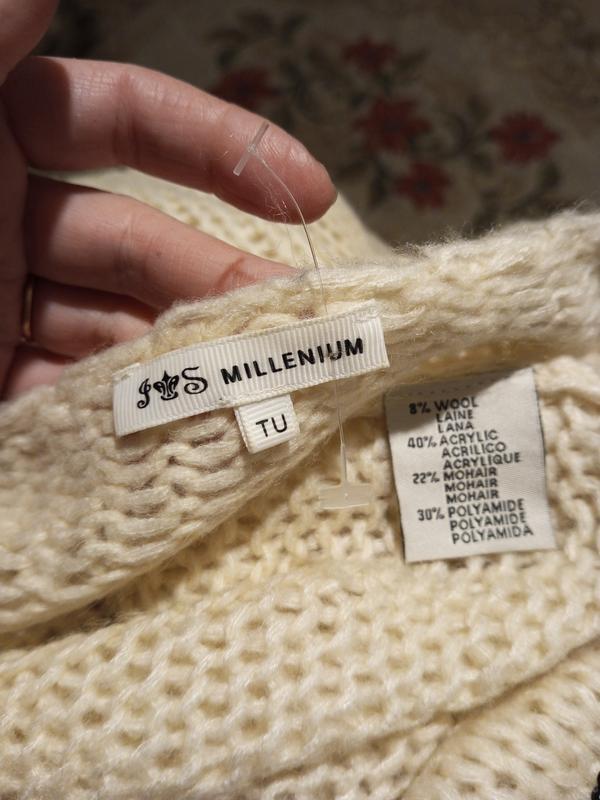 J S MILLENIUM
TU
8% WOOL
LAINE
LANA
40% ACRYLIC
ACRILICO
ACRYLIQUE
22% MOHAIR
MOHAIR
MOHAIR
30% POLYAMIDE
POLYAMIDE
POLYAMIDA